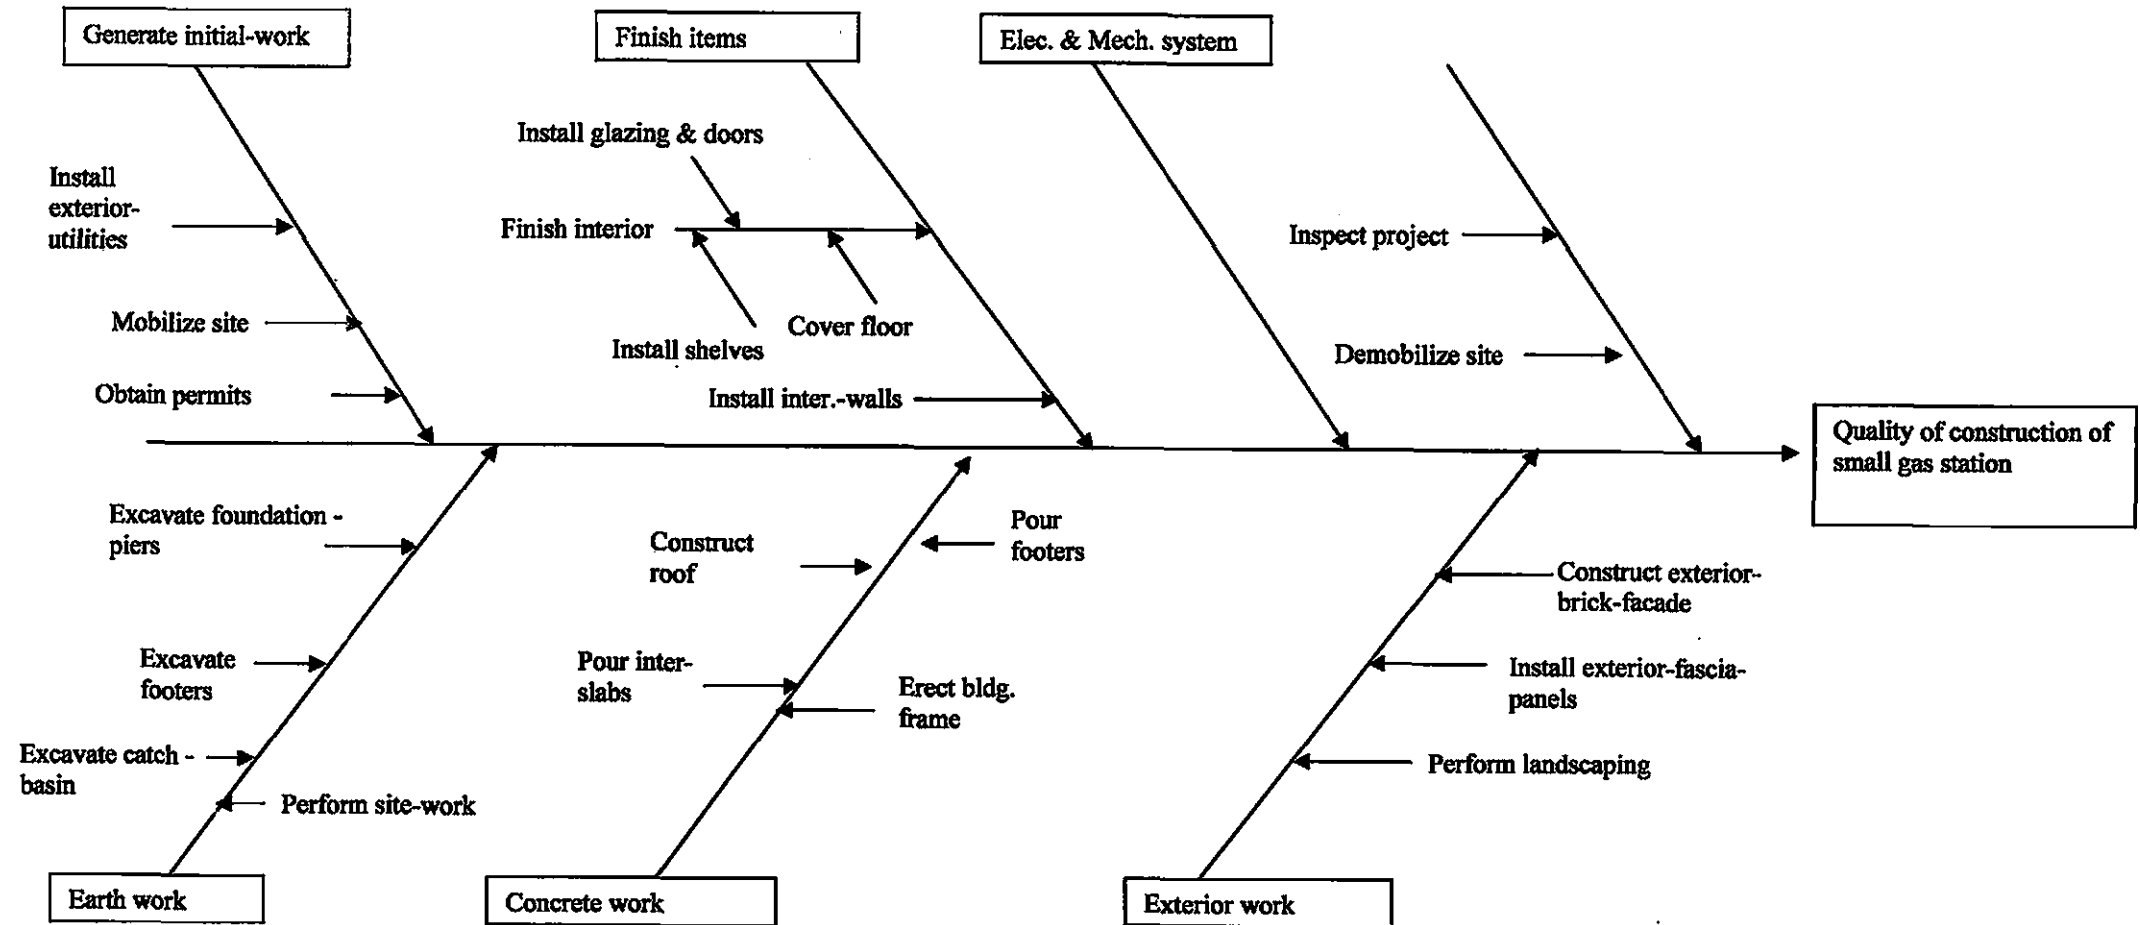 Generate initial-work
Finish items
Elec. & Mech. system
Install glazing & doors
Install
exterior-
utilities
Finish interior
Inspect project
Mobilize site
Cover floor
Install shelves
Demobilize site
Obtain permits
Install inter.-walls
Quality of construction of
small gas station
Excavate foundation -
piers
Construct
roof
Pour
footers
Construct exterior-
brick-facade
Excavate
footers
Pour inter-
slabs
Erect bldg.
frame
Install exterior-fascia-
panels
Excavate catch -
basin
Perform landscaping
Perform site-work
Earth work
Concrete work
Exterior work